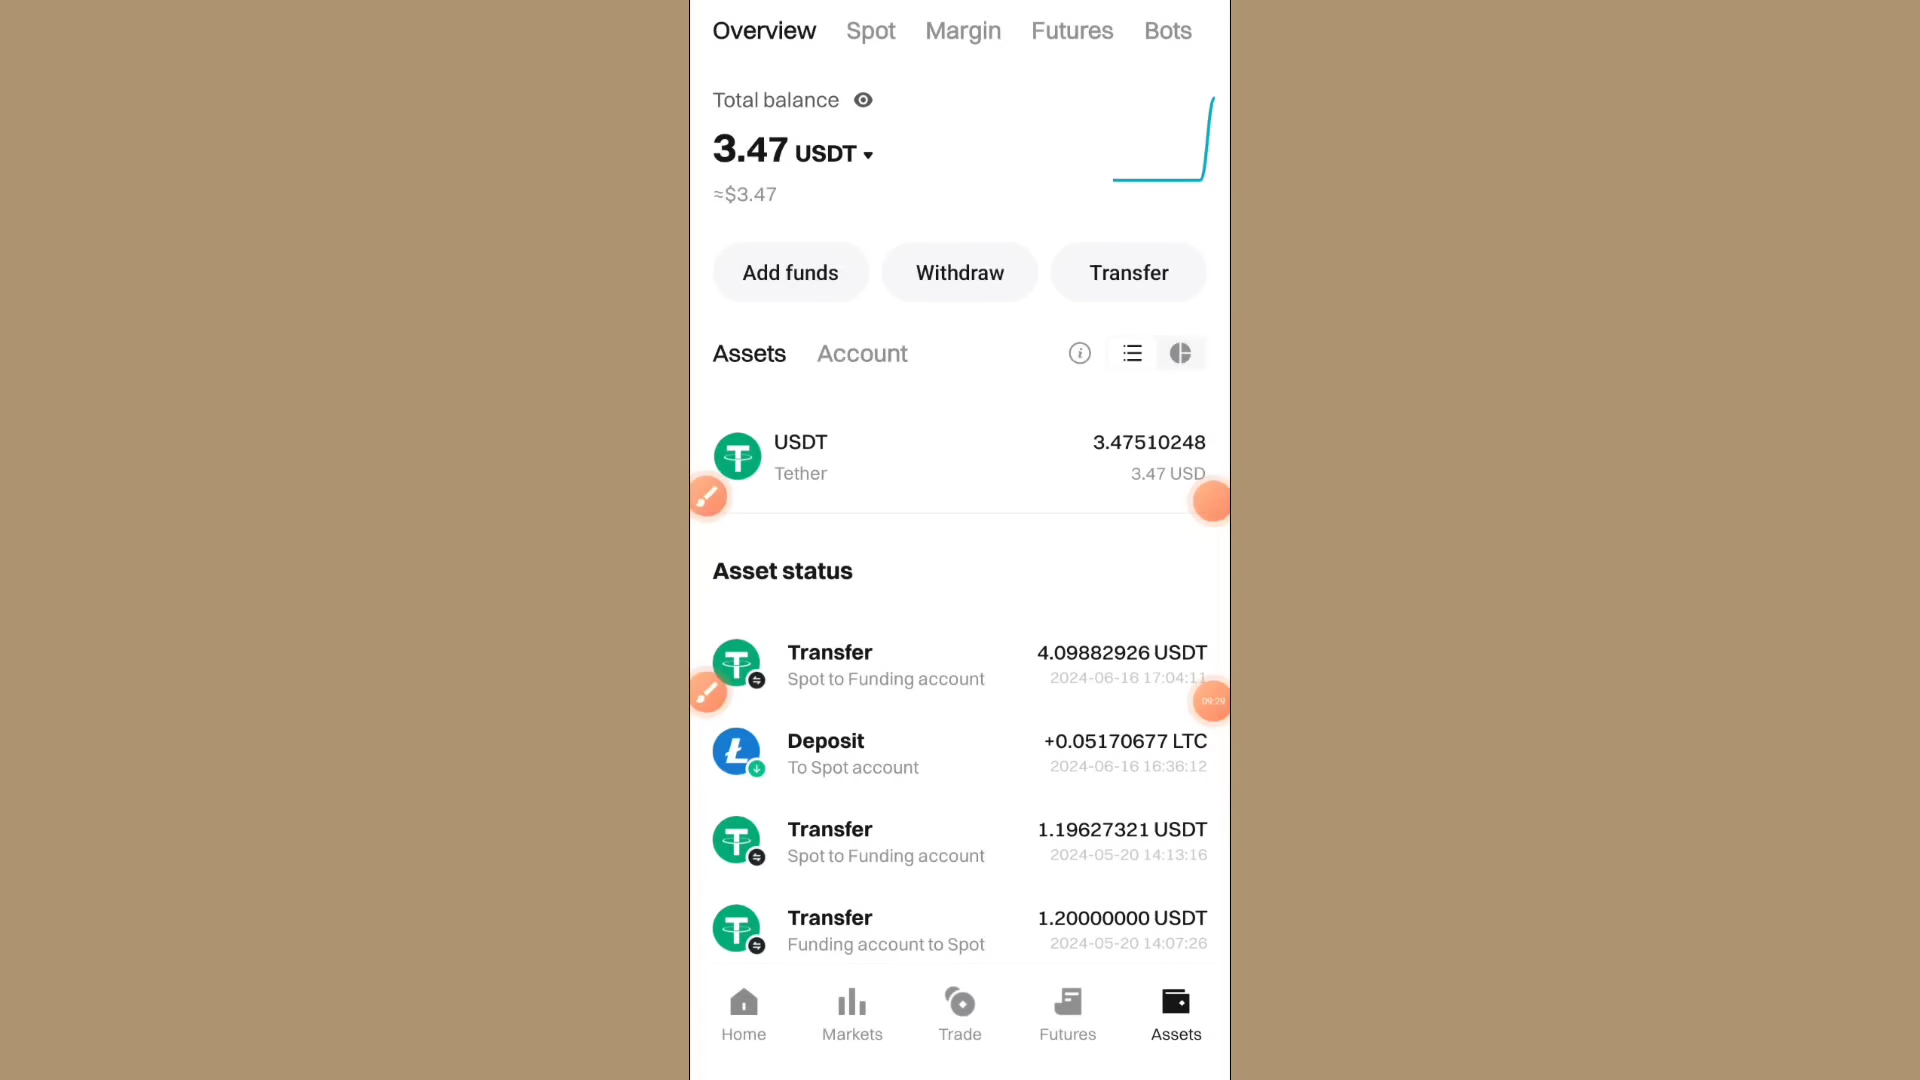 Overview Spot Margin Futures Bots
Total balance
3.47 USDT
≈$3.47
Add funds Withdraw Transfer
Assets Account
USDT 3.47510248
Tether 3.47 USD
Asset status
Transfer 4.09882926 USDT
Spot to Funding account 2024-06-16 17:04:11
09:29
Deposit +0.05170677 LTC
To Spot account 2024-06-16 16:36:12
Transfer 1.19627321 USDT
Spot to Funding account 2024-05-20 14:13:16
Transfer 1.20000000 USDT
Funding account to Spot 2024-05-20 14:07:26
Home Markets Trade Futures Assets